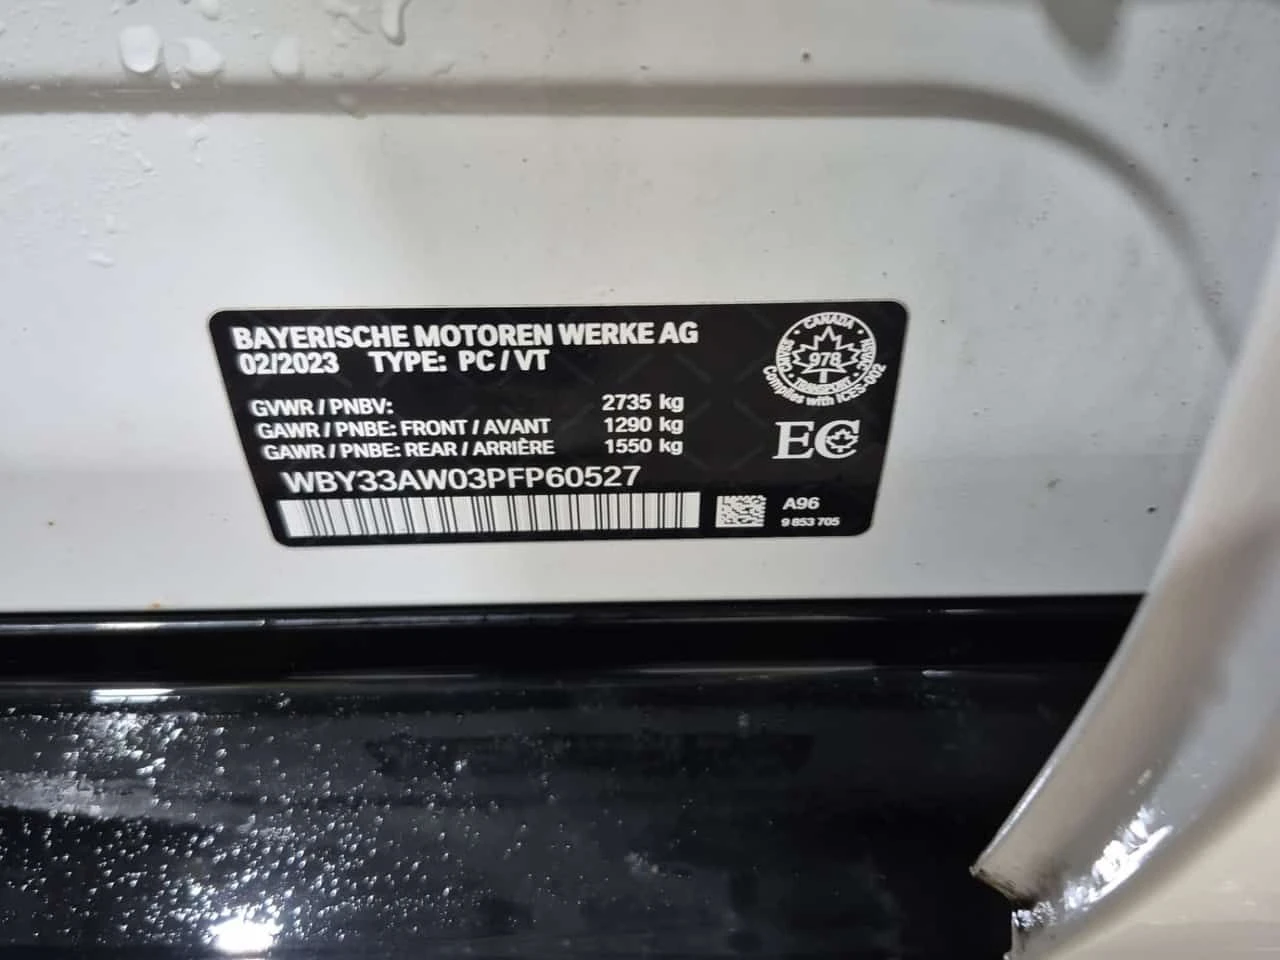 BAYERISCHE MOTOREN WERKE AG
02/2023 TYPE: PC / VT
GVWR / PNBV: 2735 kg
GAWR / PNBE: FRONT / AVANT 1290 kg
GAWR / PNBE: REAR / ARRIÈRE 1550 kg
WBY33AW03PFP60527
CANADA
978
TRANSPORT
Complies with ICES-002
EC
A96
9 853 705